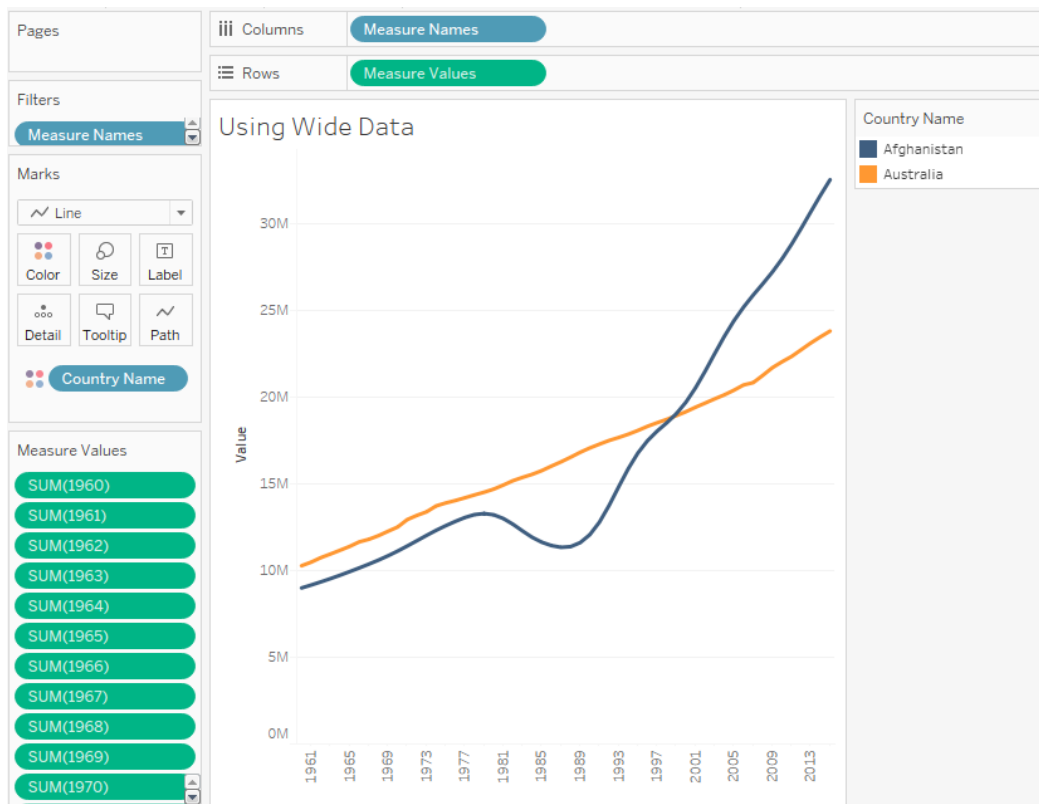 Pages
Columns
Measure Names
Rows
Measure Values
Filters
Measure Names
Marks
Line
Color
Size
T
Label
Detail
Tooltip
Path
Country Name
Measure Values
SUM(1960)
SUM(1961)
SUM(1962)
SUM(1963)
SUM(1964)
SUM(1965)
SUM(1966)
SUM(1967)
SUM(1968)
SUM(1969)
SUM(1970)
Using Wide Data
Value
30M
25M
20M
15M
10M
5M
0M
1961
1965
1969
1973
1977
1981
1985
1989
1993
1997
2001
2005
2009
2013
Country Name
Afghanistan
Australia